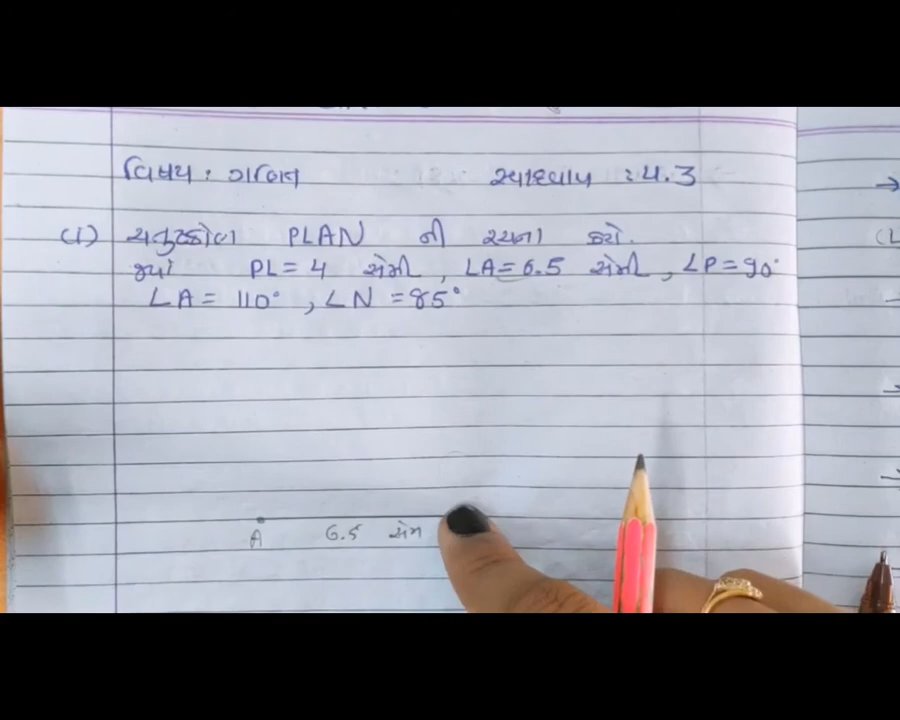 વિષય : ગણિત સ્વાધ્યાય : 4.3
(1) ચતુષ્કોણ PLAN ની રચના કરો.
જ્યાં PL = 4 સેમી , LA = 6.5 સેમી , ∠P = 90°
∠A = 110° , ∠N = 85°
A 6.5 સેમ
(L